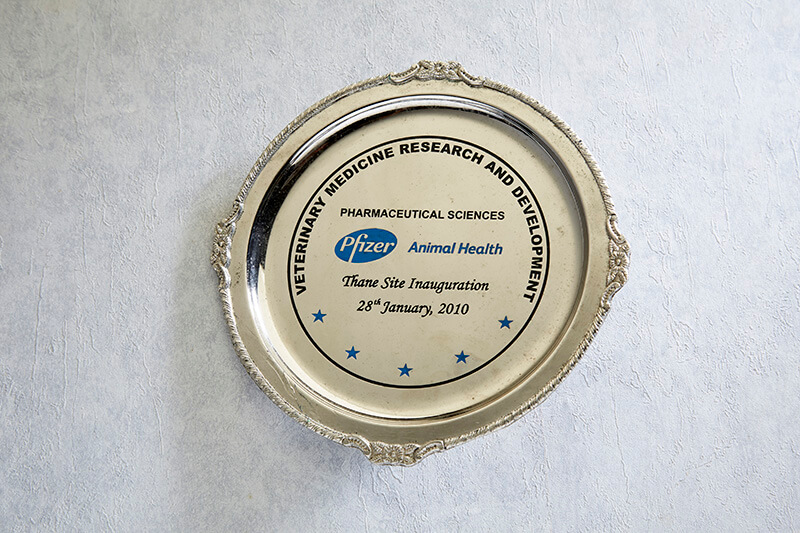 VETERINARY MEDICINE RESEARCH AND DEVELOPMENT
PHARMACEUTICAL SCIENCES
Pfizer Animal Health
Thane Site Inauguration
28th January, 2010